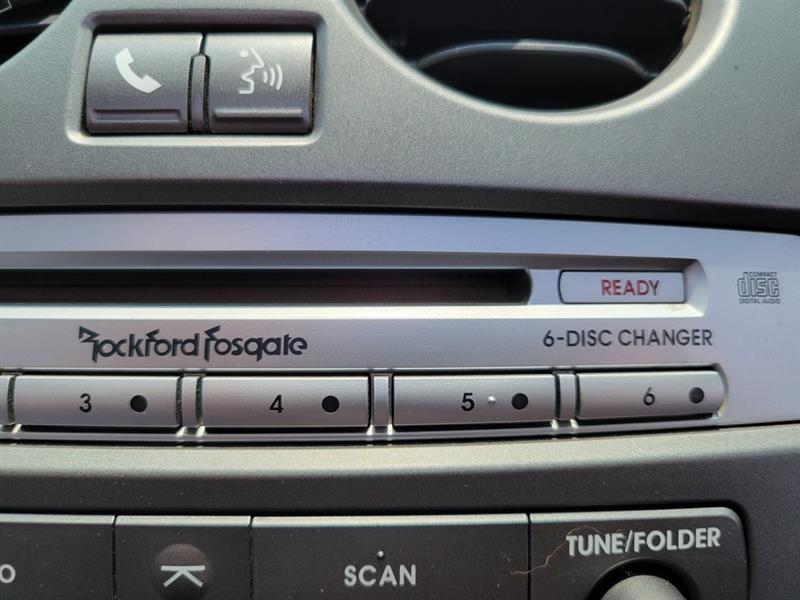 READY
COMPACT
disc
DIGITAL AUDIO
Rockford Fosgate
6-DISC CHANGER
3
4
5
6
SCAN
TUNE/FOLDER